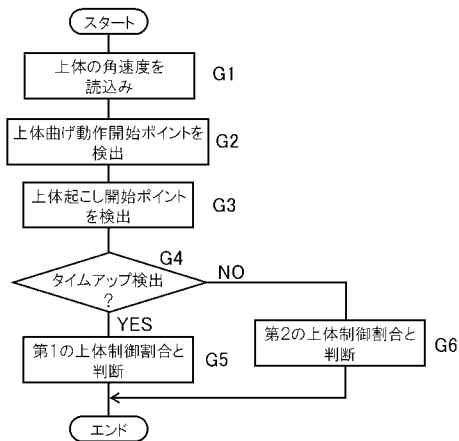 スタート
上体の角速度を
読込み
G1
上体曲げ動作開始ポイントを
検出
G2
上体起こし開始ポイント
を検出
G3
G4
タイムアップ検出
?
NO
YES
第1の上体制御割合と
判断
G5
第2の上体制御割合と
判断
G6
エンド